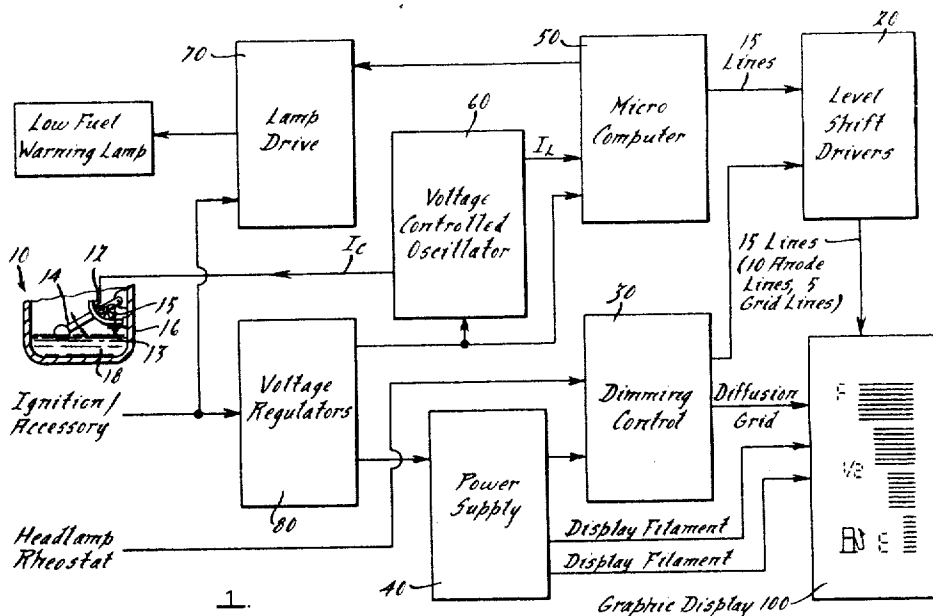 70
50
15
Lines
20
Low Fuel
Warning Lamp
Lamp
Drive
60
IL
Micro
Computer
Level
Shift
Drivers
Voltage
Controlled
Oscillator
Ic
15 Lines
(10 Anode
Lines, 5
Grid Lines)
10
14
12
15
16
13
18
30
Ignition/
Accessory
Voltage
Regulators
Dimming
Control
Diffusion
Grid
F
1/2
E
80
Power
Supply
Headlamp
Rheostat
Display Filament
Display Filament
40
1.
Graphic Display 100